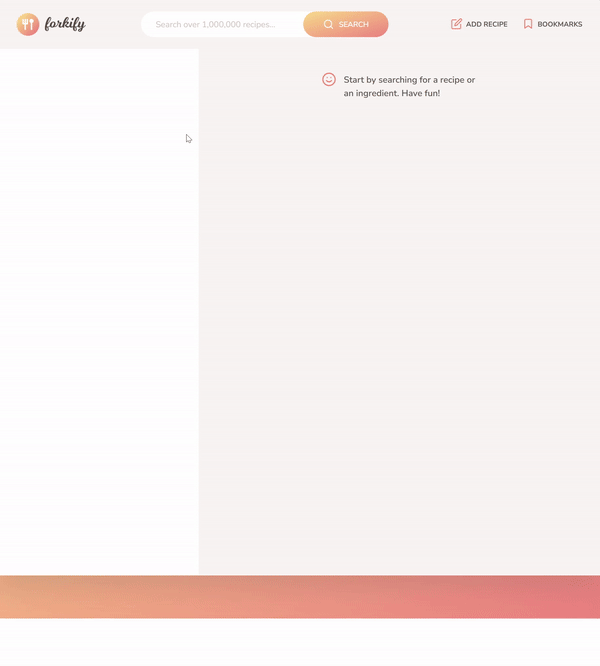 forkify
Search over 1,000,000 recipes...
SEARCH
ADD RECIPE
BOOKMARKS
Start by searching for a recipe or
an ingredient. Have fun!